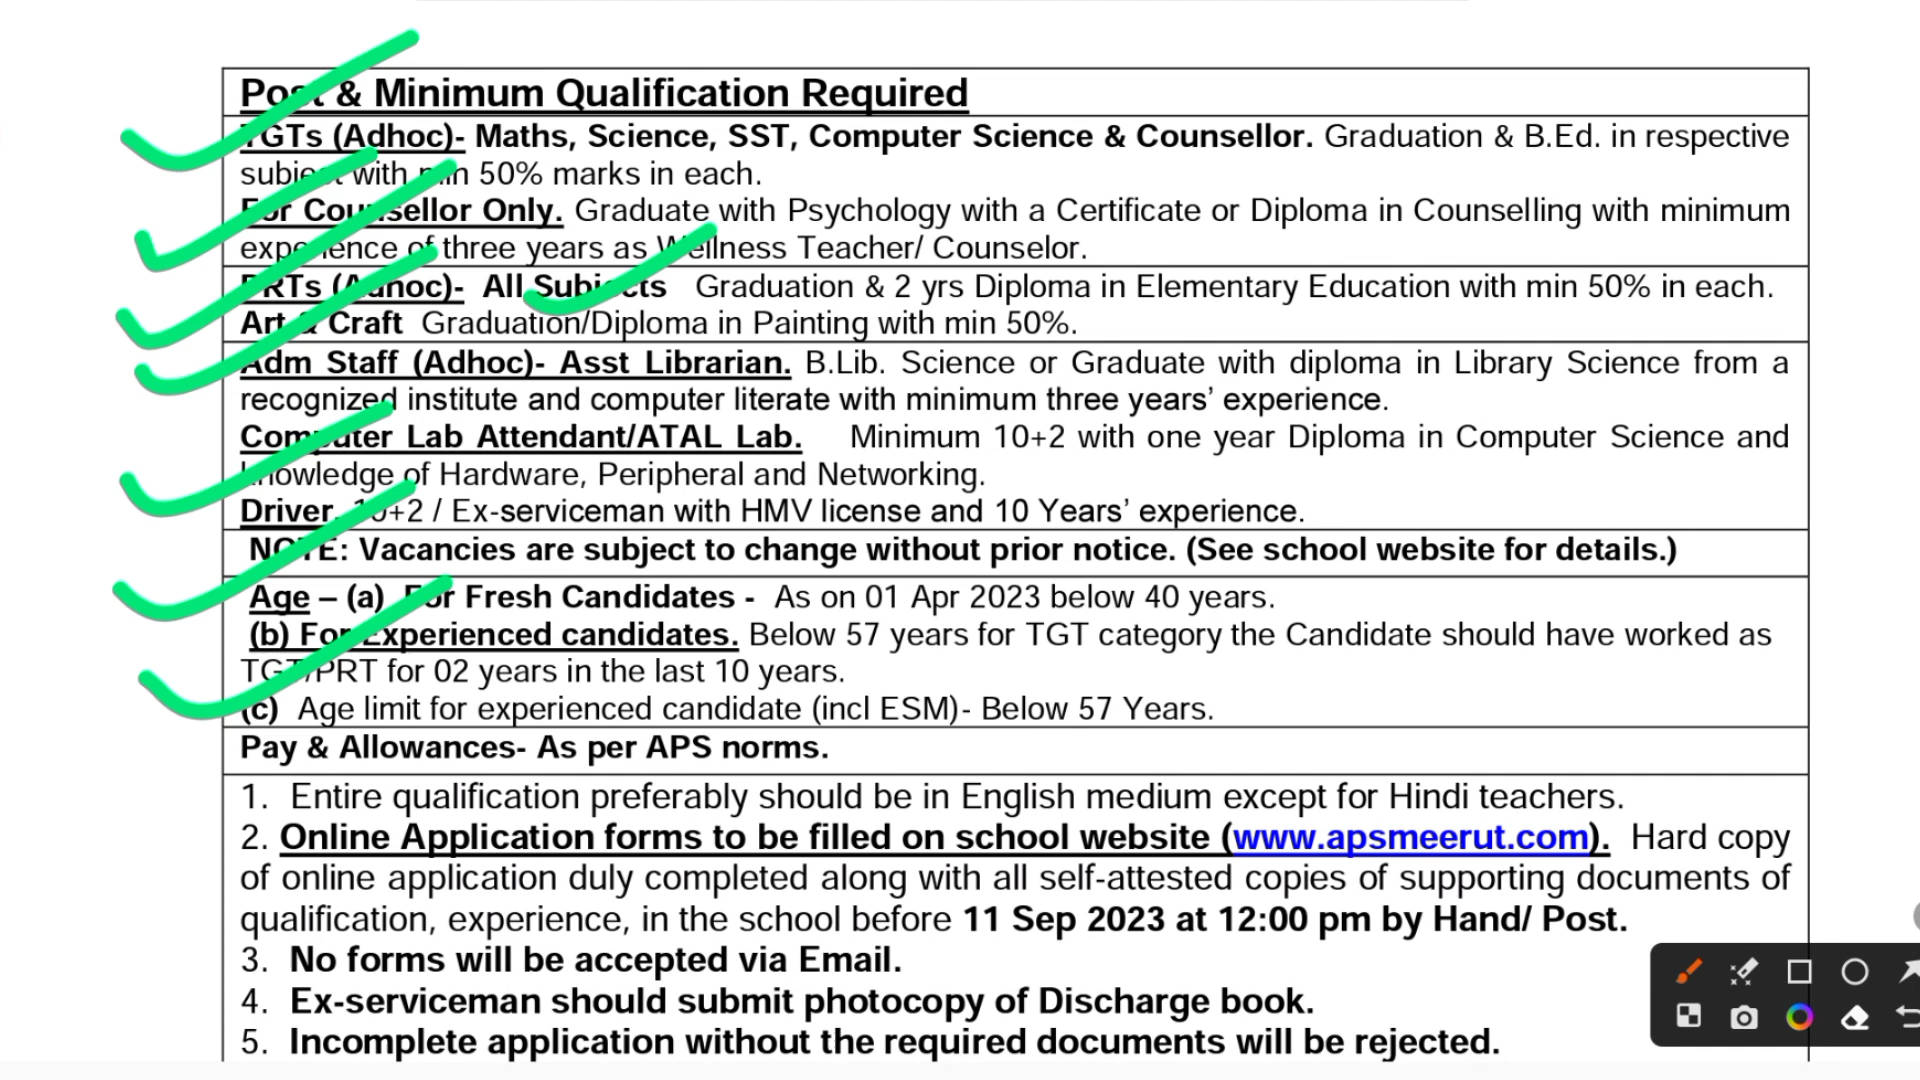 Post & Minimum Qualification Required
TGTs (Adhoc)- Maths, Science, SST, Computer Science & Counsellor. Graduation & B.Ed. in respective
subject with min 50% marks in each.
For Counsellor Only. Graduate with Psychology with a Certificate or Diploma in Counselling with minimum
experience of three years as Wellness Teacher/ Counselor.
PRTs (Adhoc)- All Subjects Graduation & 2 yrs Diploma in Elementary Education with min 50% in each.
Art & Craft Graduation/Diploma in Painting with min 50%.
Adm Staff (Adhoc)- Asst Librarian. B.Lib. Science or Graduate with diploma in Library Science from a
recognized institute and computer literate with minimum three years’ experience.
Computer Lab Attendant/ATAL Lab. Minimum 10+2 with one year Diploma in Computer Science and
knowledge of Hardware, Peripheral and Networking.
Driver. 10+2 / Ex-serviceman with HMV license and 10 Years’ experience.
NOTE: Vacancies are subject to change without prior notice. (See school website for details.)
Age – (a) For Fresh Candidates - As on 01 Apr 2023 below 40 years.
(b) For Experienced candidates. Below 57 years for TGT category the Candidate should have worked as
TGT/PRT for 02 years in the last 10 years.
(c) Age limit for experienced candidate (incl ESM)- Below 57 Years.
Pay & Allowances- As per APS norms.
1. Entire qualification preferably should be in English medium except for Hindi teachers.
2. Online Application forms to be filled on school website (www.apsmeerut.com). Hard copy
of online application duly completed along with all self-attested copies of supporting documents of
qualification, experience, in the school before 11 Sep 2023 at 12:00 pm by Hand/ Post.
3. No forms will be accepted via Email.
4. Ex-serviceman should submit photocopy of Discharge book.
5. Incomplete application without the required documents will be rejected.